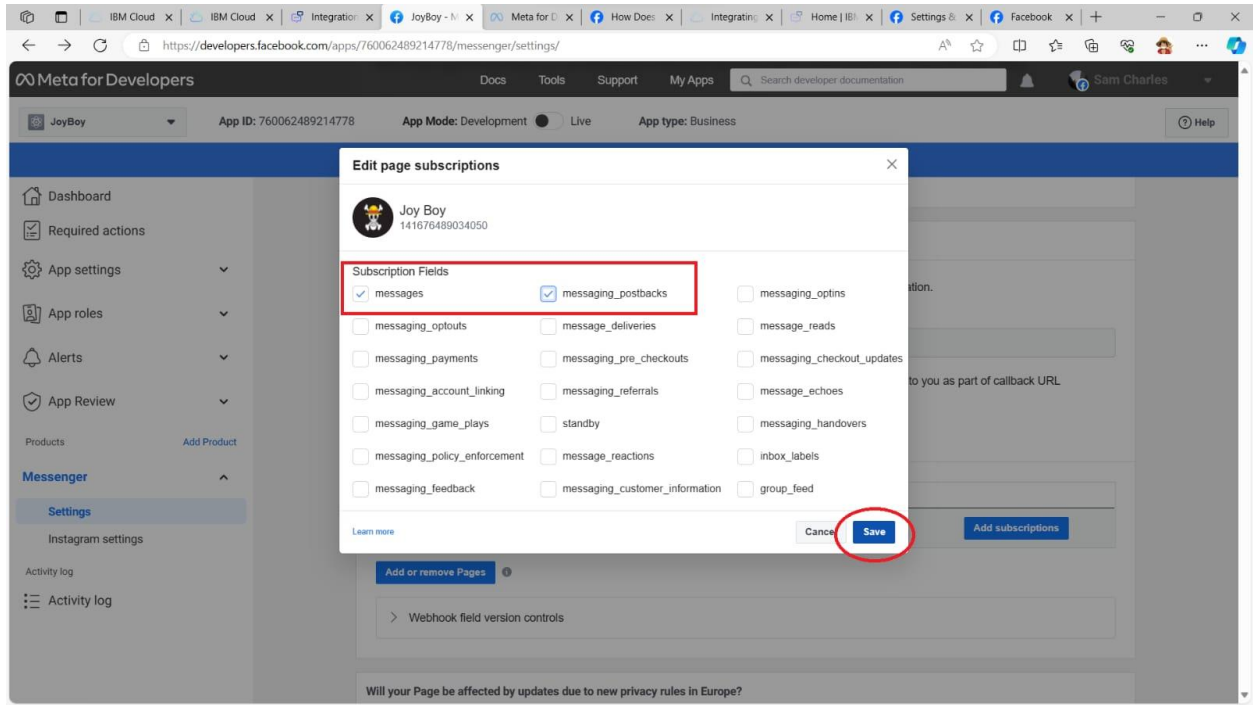 IBM Cloud IBM Cloud Integration JoyBoy - M Meta for D How Does Integrating Home | IBM Settings & Facebook
https://developers.facebook.com/apps/760062489214778/messenger/settings/
Meta for Developers Docs Tools Support My Apps Search developer documentation Sam Charles
JoyBoy App ID: 760062489214778 App Mode: Development Live App type: Business Help
Edit page subscriptions
Joy Boy
141676489034050
Subscription Fields
messages messaging_postbacks messaging_optins
messaging_optouts message_deliveries message_reads
messaging_payments messaging_pre_checkouts messaging_checkout_updates
messaging_account_linking messaging_referrals message_echoes
messaging_game_plays standby messaging_handovers
messaging_policy_enforcement message_reactions inbox_labels
messaging_feedback messaging_customer_information group_feed
Learn more Cancel Save
Dashboard
Required actions
App settings
App roles
Alerts
App Review
Products Add Product
Messenger
Settings
Instagram settings
Activity log
Activity log
ation.
to you as part of callback URL
Add subscriptions
Add or remove Pages
Webhook field version controls
Will your Page be affected by updates due to new privacy rules in Europe?